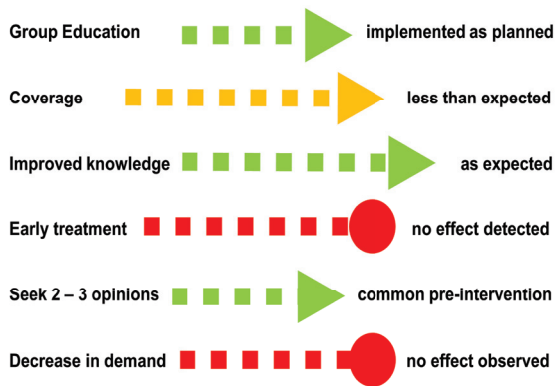 Group Education implemented as planned
Coverage less than expected
Improved knowledge as expected
Early treatment no effect detected
Seek 2 – 3 opinions common pre-intervention
Decrease in demand no effect observed